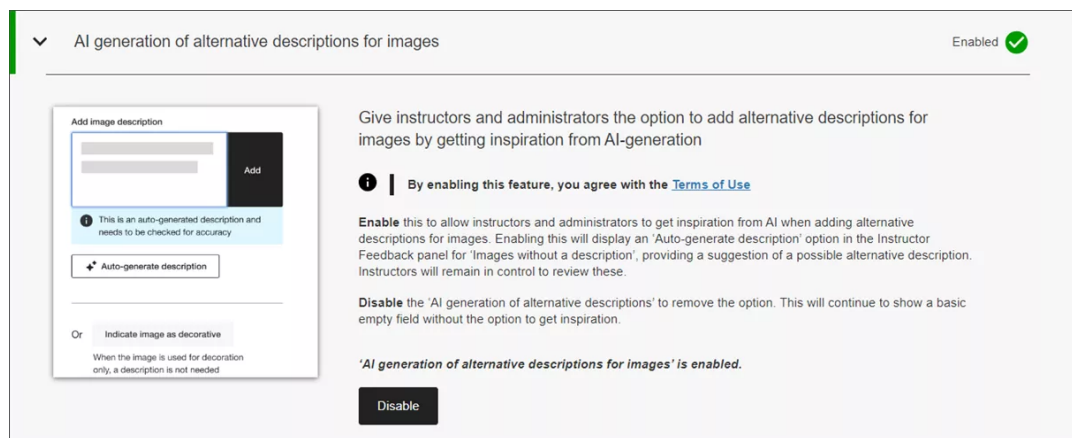 AI generation of alternative descriptions for images
Enabled
Add image description
Add
This is an auto-generated description and
needs to be checked for accuracy
Auto-generate description
Or
Indicate image as decorative
When the image is used for decoration
only, a description is not needed
Give instructors and administrators the option to add alternative descriptions for
images by getting inspiration from AI-generation
By enabling this feature, you agree with the Terms of Use
Enable this to allow instructors and administrators to get inspiration from AI when adding alternative
descriptions for images. Enabling this will display an 'Auto-generate description' option in the Instructor
Feedback panel for 'Images without a description', providing a suggestion of a possible alternative description.
Instructors will remain in control to review these.
Disable the 'AI generation of alternative descriptions' to remove the option. This will continue to show a basic
empty field without the option to get inspiration.
'AI generation of alternative descriptions for images' is enabled.
Disable